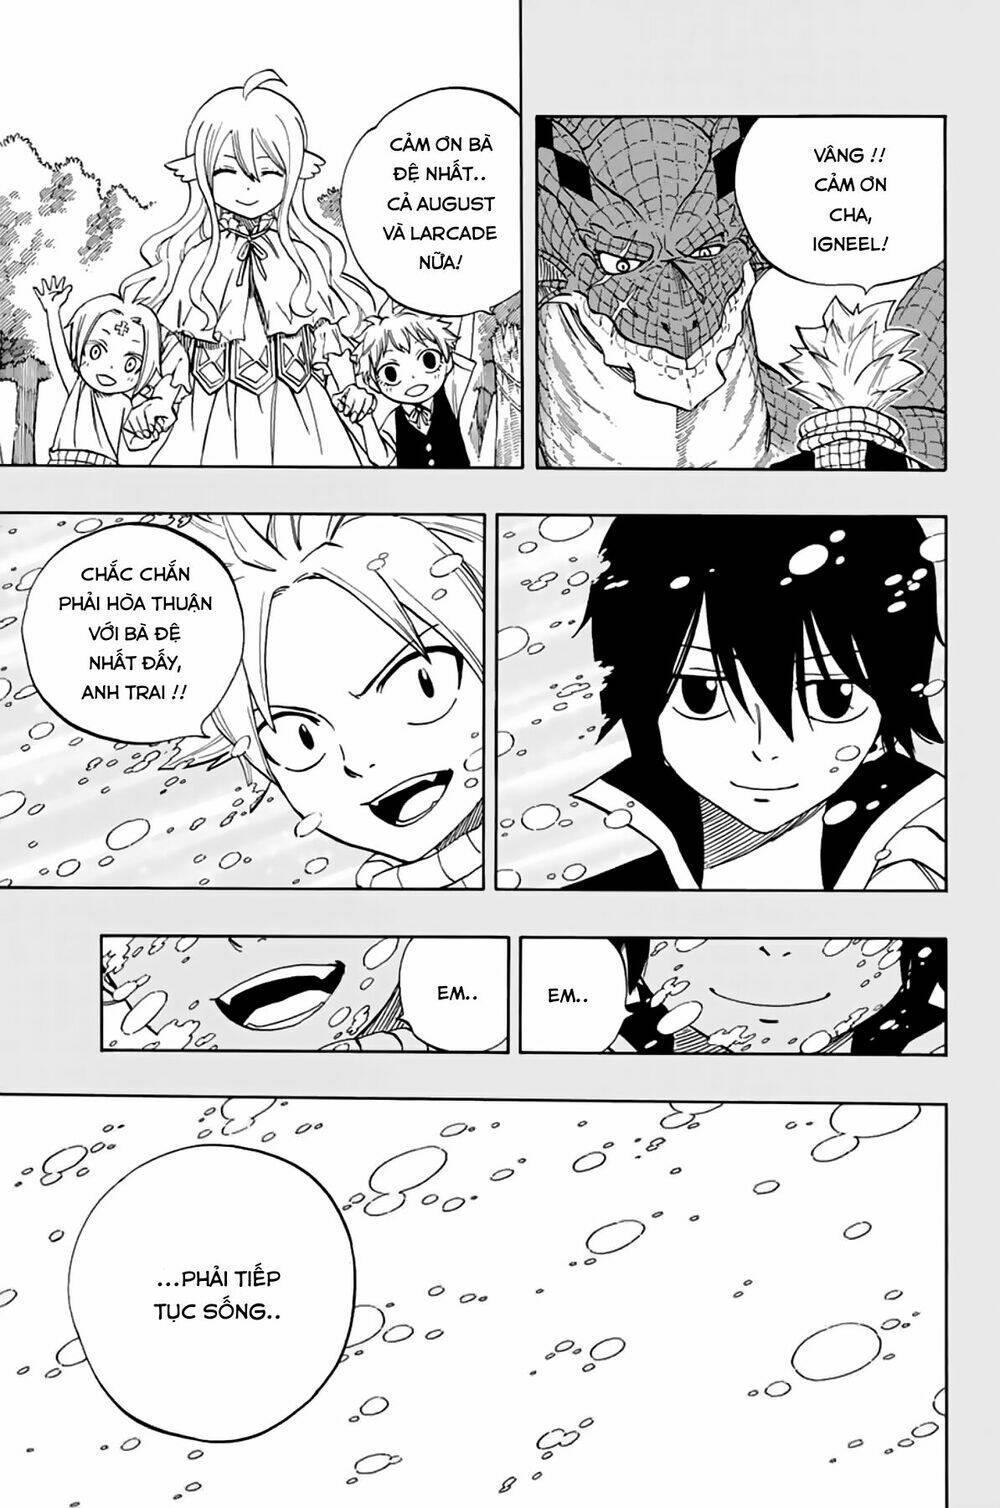 VÂNG !!
CẢM ƠN
CHA,
IGNEEL!
CẢM ƠN BÀ
ĐỆ NHẤT..
CẢ AUGUST
VÀ LARCADE
NỮA!
CHẮC CHẮN
PHẢI HÒA THUẬN
VỚI BÀ ĐỆ
NHẤT ĐẤY,
ANH TRAI !!
EM..
EM..
...PHẢI TIẾP
TỤC SỐNG..